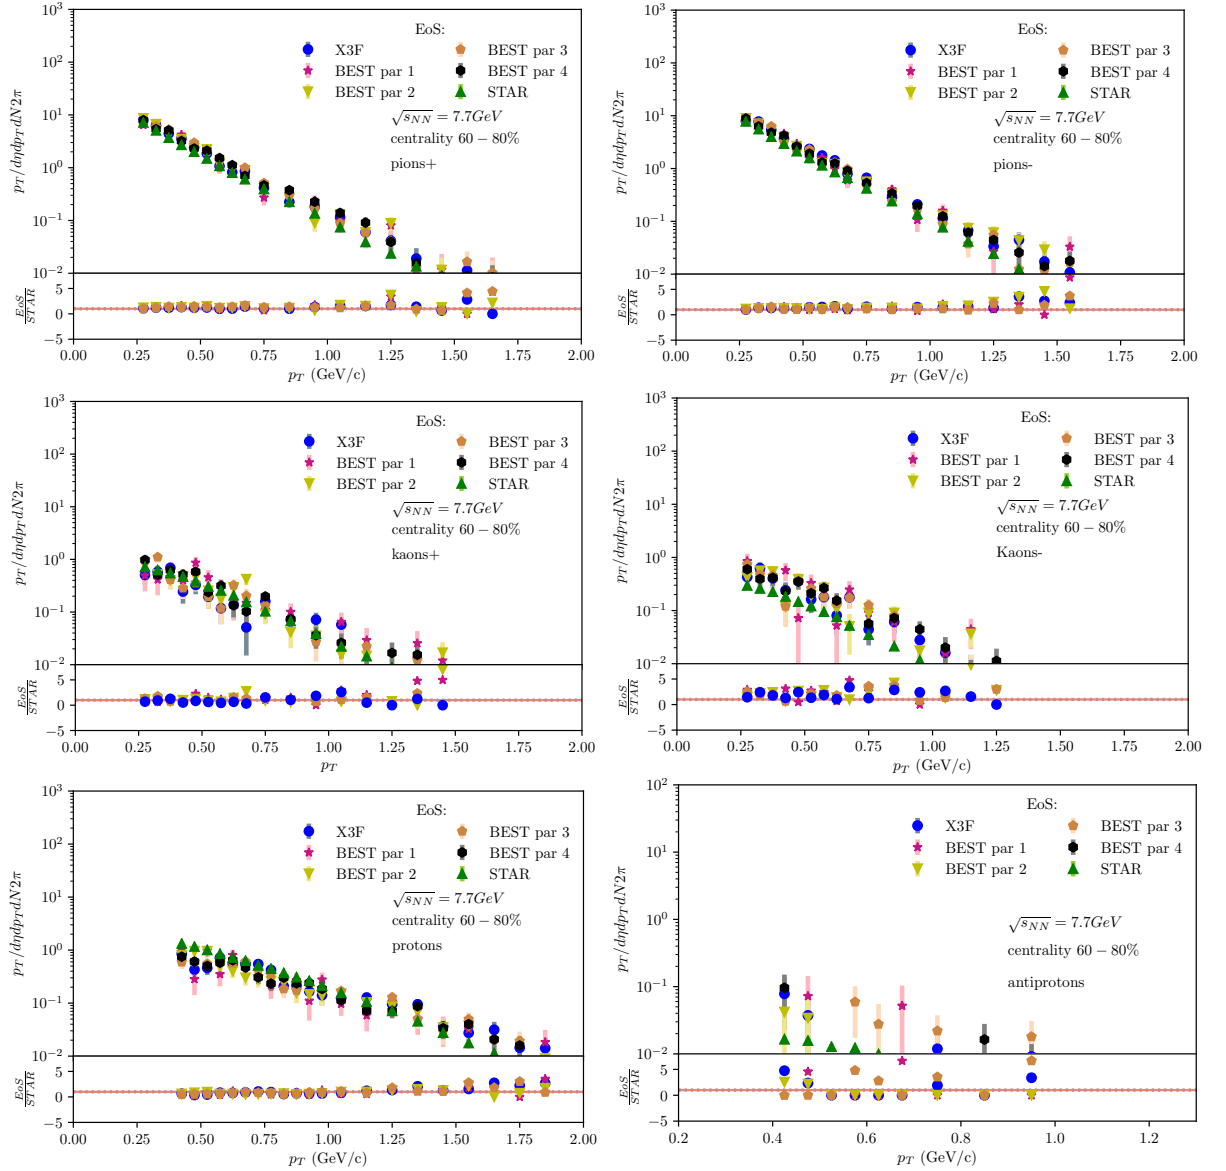 EoS:
X3F
BEST par 1
BEST par 2
BEST par 3
BEST par 4
STAR
√s_NN = 7.7GeV
centrality 60 − 80%
pions+
p_T/dηdp_T dN2π
10^3
10^2
10^1
10^0
10^−1
10^−2
EoS/STAR
5
0
−5
0.00 0.25 0.50 0.75 1.00 1.25 1.50 1.75 2.00
p_T (GeV/c)
EoS:
X3F
BEST par 1
BEST par 2
BEST par 3
BEST par 4
STAR
√s_NN = 7.7GeV
centrality 60 − 80%
pions-
p_T/dηdp_T dN2π
10^3
10^2
10^1
10^0
10^−1
10^−2
EoS/STAR
5
0
−5
0.00 0.25 0.50 0.75 1.00 1.25 1.50 1.75 2.00
p_T (GeV/c)
EoS:
X3F
BEST par 1
BEST par 2
BEST par 3
BEST par 4
STAR
√s_NN = 7.7GeV
centrality 60 − 80%
kaons+
p_T/dηdp_T dN2π
10^3
10^2
10^1
10^0
10^−1
10^−2
EoS/STAR
5
0
−5
0.00 0.25 0.50 0.75 1.00 1.25 1.50 1.75 2.00
p_T
EoS:
X3F
BEST par 1
BEST par 2
BEST par 3
BEST par 4
STAR
√s_NN = 7.7GeV
centrality 60 − 80%
Kaons-
p_T/dηdp_T dN2π
10^3
10^2
10^1
10^0
10^−1
10^−2
EoS/STAR
5
0
−5
0.00 0.25 0.50 0.75 1.00 1.25 1.50 1.75 2.00
p_T (GeV/c)
EoS:
X3F
BEST par 1
BEST par 2
BEST par 3
BEST par 4
STAR
√s_NN = 7.7GeV
centrality 60 − 80%
protons
p_T/dηdp_T dN2π
10^3
10^2
10^1
10^0
10^−1
10^−2
EoS/STAR
5
0
−5
0.00 0.25 0.50 0.75 1.00 1.25 1.50 1.75 2.00
p_T (GeV/c)
EoS:
X3F
BEST par 1
BEST par 2
BEST par 3
BEST par 4
STAR
√s_NN = 7.7GeV
centrality 60 − 80%
antiprotons
p_T/dηdp_T dN2π
10^2
10^1
10^0
10^−1
10^−2
EoS/STAR
5
0
−5
0.2 0.4 0.6 0.8 1.0 1.2
p_T (GeV/c)